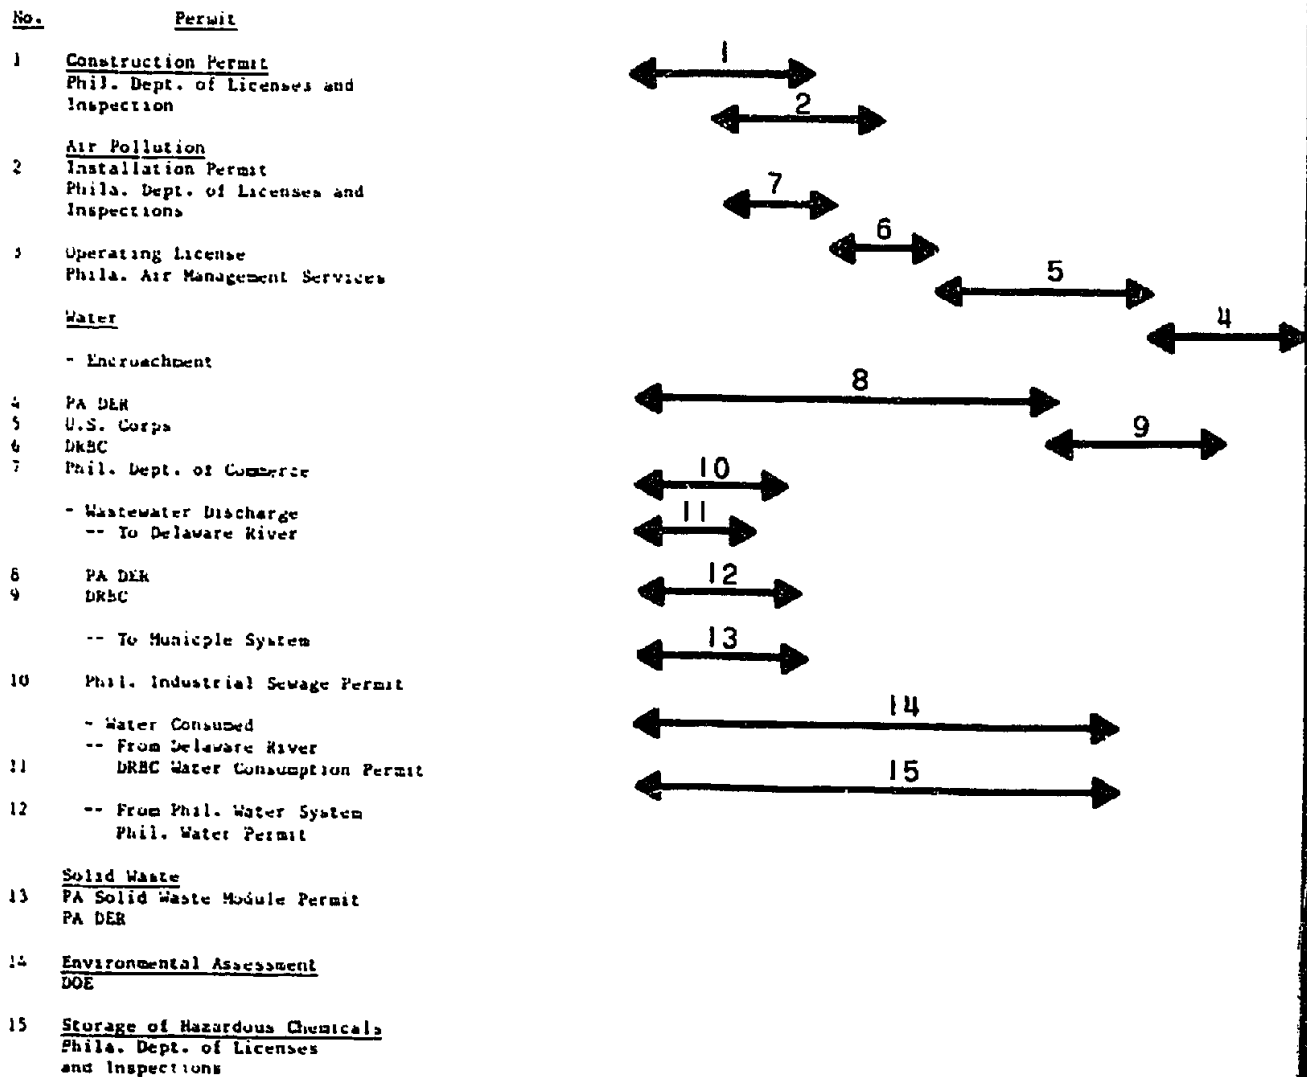 No. Permit
1 Construction Permit
Phil. Dept. of Licenses and
Inspection
Air Pollution
2 Installation Permit
Phila. Dept. of Licenses and
Inspections
3 Operating License
Phila. Air Management Services
Water
- Encroachment
4 PA DER
5 U.S. Corps
6 DRBC
7 Phil. Dept. of Commerce
- Wastewater Discharge
-- To Delaware River
8 PA DER
9 DRBC
-- To Municple System
10 Phil. Industrial Sewage Permit
- Water Consumed
-- From Delaware River
11 DRBC Water Consumption Permit
12 -- From Phil. Water System
Phil. Water Permit
Solid Waste
13 PA Solid Waste Module Permit
PA DER
14 Environmental Assessment
DOE
15 Storage of Hazardous Chemicals
Phila. Dept. of Licenses
and Inspections
1
2
7
6
5
4
8
9
10
11
12
13
14
15